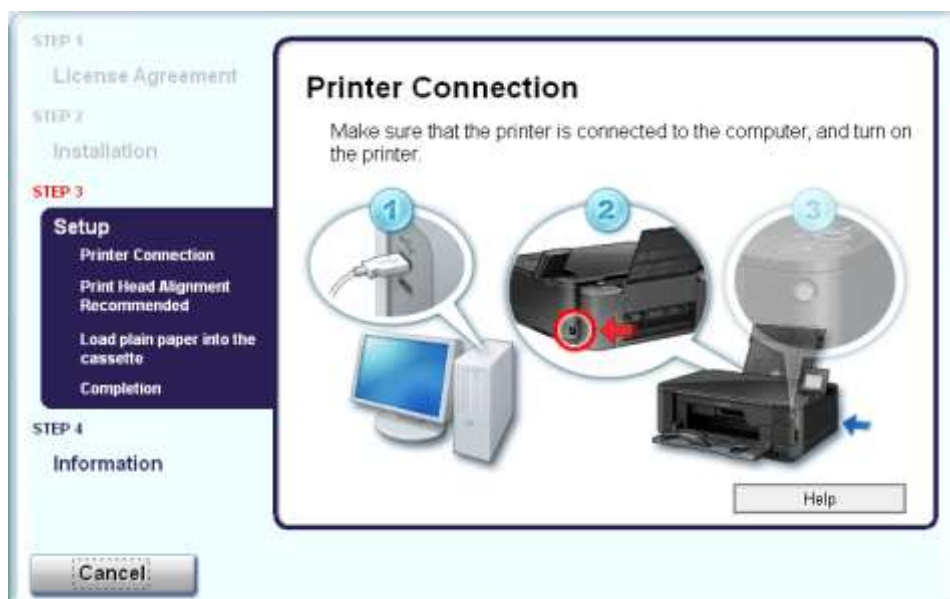 STEP 1
License Agreement
STEP 2
Installation
STEP 3
Setup
Printer Connection
Print Head Alignment
Recommended
Load plain paper into the
cassette
Completion
STEP 4
Information
Cancel
Printer Connection
Make sure that the printer is connected to the computer, and turn on
the printer.
1
2
3
Help